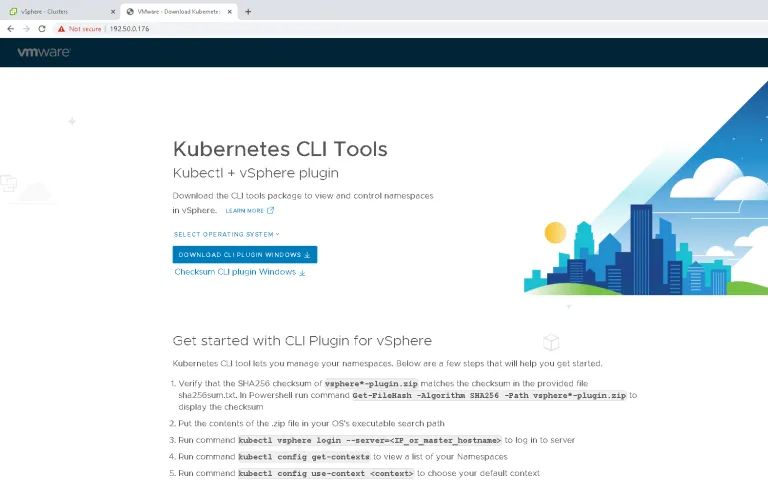 vSphere - Clusters
VMware - Download Kubernete
Not secure | 192.50.0.176
vmware
Kubernetes CLI Tools
Kubectl + vSphere plugin
Download the CLI tools package to view and control namespaces
in vSphere. LEARN MORE
SELECT OPERATING SYSTEM
DOWNLOAD CLI PLUGIN WINDOWS
Checksum CLI plugin Windows
Get started with CLI Plugin for vSphere
Kubernetes CLI tool lets you manage your namespaces. Below are a few steps that will help you get started.
1. Verify that the SHA256 checksum of vsphere*-plugin.zip matches the checksum in the provided file
sha256sum.txt. In Powershell run command Get-FileHash -Algorithm SHA256 -Path vsphere*-plugin.zip to
display the checksum
2. Put the contents of the .zip file in your OS's executable search path
3. Run command kubectl vsphere login --server=<IP_or_master_hostname> to log in to server
4. Run command kubectl config get-contexts to view a list of your Namespaces
5. Run command kubectl config use-context <context> to choose your default context